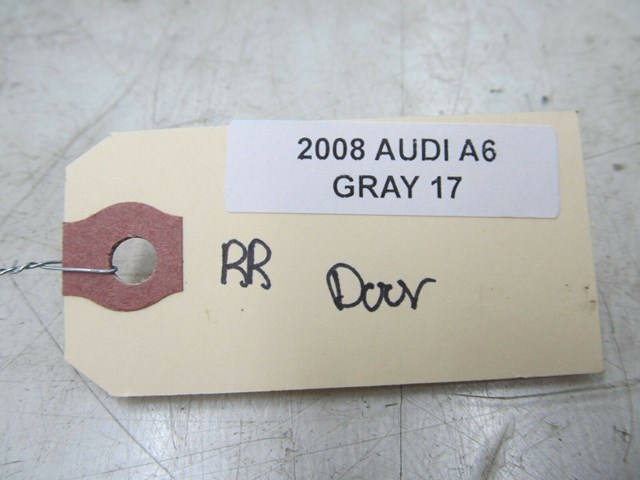 2008 AUDI A6
GRAY 17
RR Door